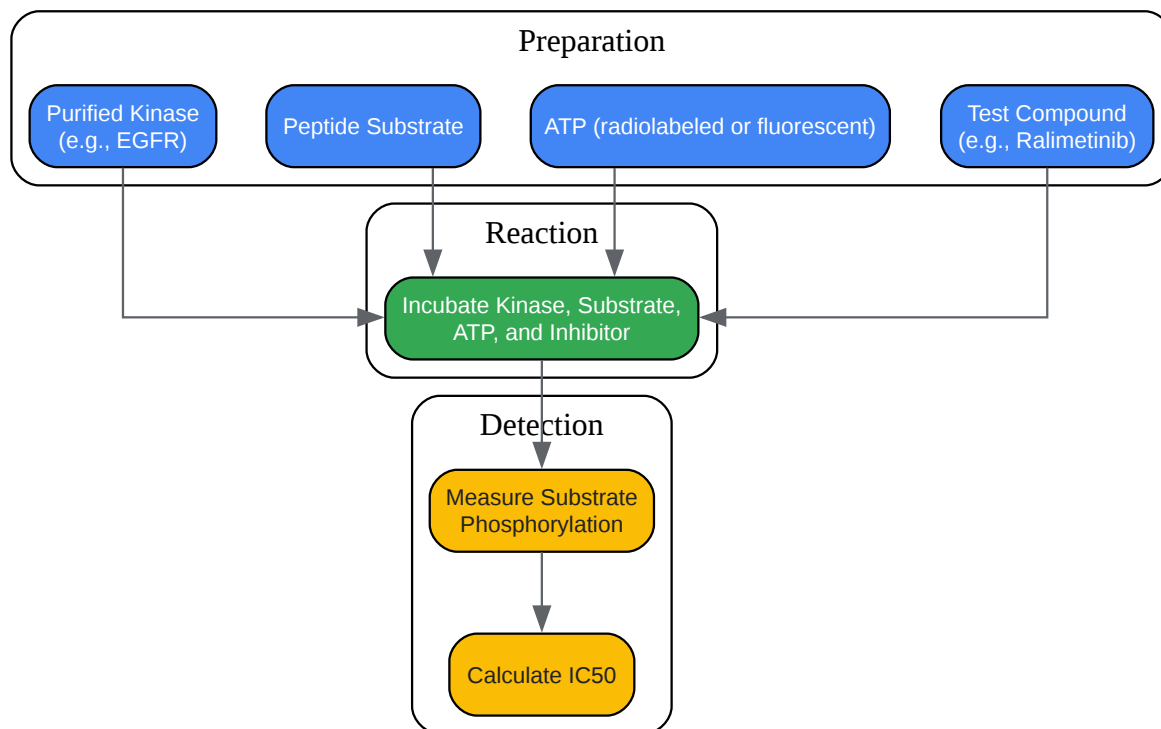 Preparation
Purified Kinase
(e.g., EGFR)
Peptide Substrate
ATP (radiolabeled or fluorescent)
Test Compound
(e.g., Ralimetinib)
Reaction
Incubate Kinase, Substrate,
ATP, and Inhibitor
Detection
Measure Substrate
Phosphorylation
Calculate IC50